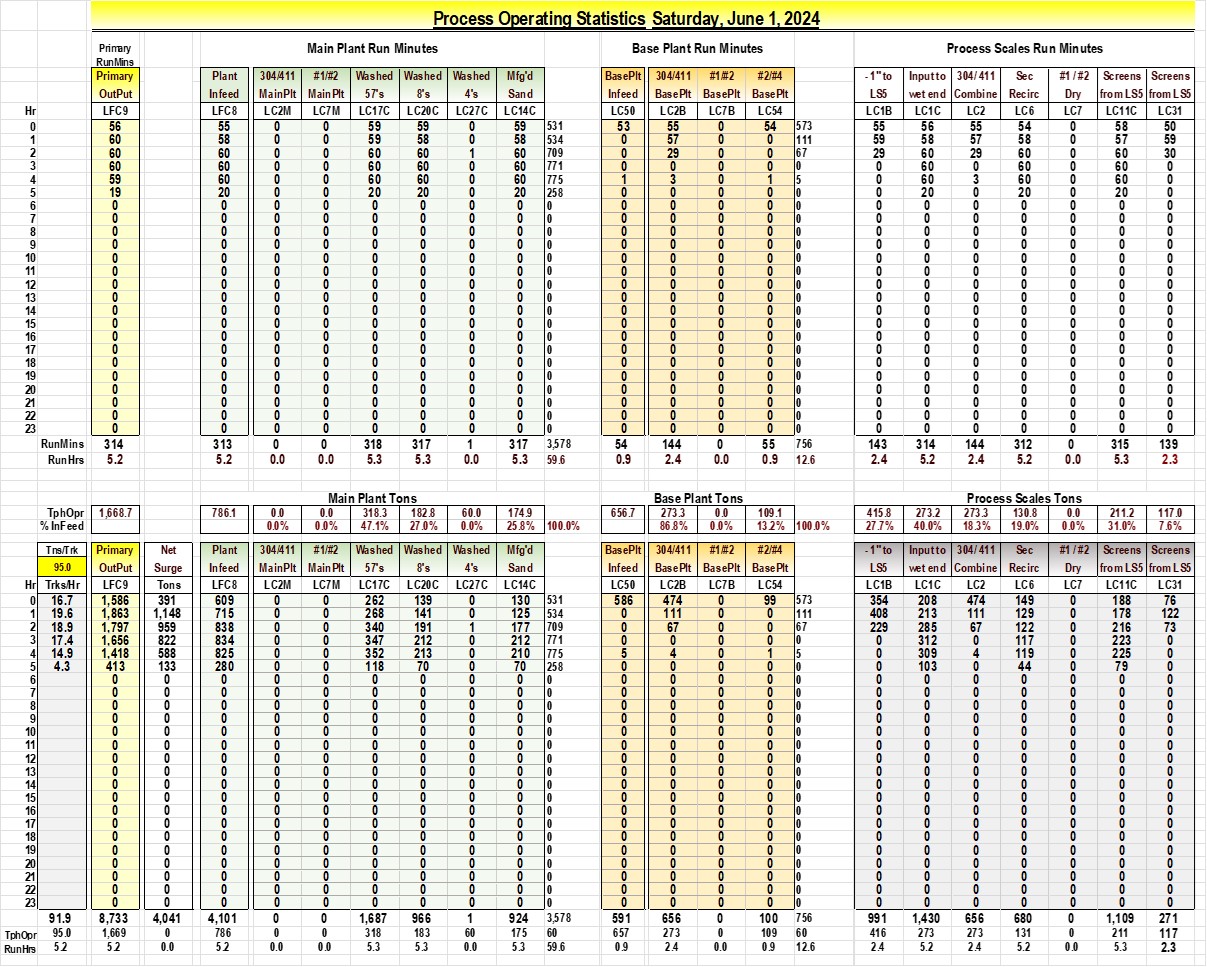 Process Operating Statistics Saturday, June 1, 2024
Primary Main Plant Run Minutes Base Plant Run Minutes Process Scales Run Minutes
RunMins
Primary Plant 304/411 #1/#2 Washed Washed Washed Mfg'd BasePlt 304/411 #1/#2 #2/#4 -1" to Input to 304/411 Sec #1/#2 Screens Screens
OutPut Infeed MainPlt MainPlt 57's 8's 4's Sand Infeed BasePlt BasePlt BasePlt LS5 wet end Combine Recirc Dry from LS5 from LS5
Hr LFC9 LFC8 LC2M LC7M LC17C LC20C LC27C LC14C LC50 LC2B LC7B LC54 LC1B LC1C LC2 LC6 LC7 LC11C LC31
0 56 55 0 0 59 59 0 59 531 53 55 0 54 573 55 56 55 54 0 58 50
1 60 58 0 0 59 58 0 58 534 0 57 0 0 111 59 58 57 58 0 57 59
2 60 60 0 0 60 60 1 60 709 0 29 0 0 67 29 60 29 60 0 60 30
3 60 60 0 0 60 60 0 60 771 0 0 0 0 0 0 60 0 60 0 60 0
4 59 60 0 0 60 60 0 60 775 1 3 0 1 5 0 60 3 60 0 60 0
5 19 20 0 0 20 20 0 20 258 0 0 0 0 0 0 20 0 20 0 20 0
6 0 0 0 0 0 0 0 0 0 0 0 0 0 0 0 0 0 0 0 0 0
7 0 0 0 0 0 0 0 0 0 0 0 0 0 0 0 0 0 0 0 0 0
8 0 0 0 0 0 0 0 0 0 0 0 0 0 0 0 0 0 0 0 0 0
9 0 0 0 0 0 0 0 0 0 0 0 0 0 0 0 0 0 0 0 0 0
10 0 0 0 0 0 0 0 0 0 0 0 0 0 0 0 0 0 0 0 0 0
11 0 0 0 0 0 0 0 0 0 0 0 0 0 0 0 0 0 0 0 0 0
12 0 0 0 0 0 0 0 0 0 0 0 0 0 0 0 0 0 0 0 0 0
13 0 0 0 0 0 0 0 0 0 0 0 0 0 0 0 0 0 0 0 0 0
14 0 0 0 0 0 0 0 0 0 0 0 0 0 0 0 0 0 0 0 0 0
15 0 0 0 0 0 0 0 0 0 0 0 0 0 0 0 0 0 0 0 0 0
16 0 0 0 0 0 0 0 0 0 0 0 0 0 0 0 0 0 0 0 0 0
17 0 0 0 0 0 0 0 0 0 0 0 0 0 0 0 0 0 0 0 0 0
18 0 0 0 0 0 0 0 0 0 0 0 0 0 0 0 0 0 0 0 0 0
19 0 0 0 0 0 0 0 0 0 0 0 0 0 0 0 0 0 0 0 0 0
20 0 0 0 0 0 0 0 0 0 0 0 0 0 0 0 0 0 0 0 0 0
21 0 0 0 0 0 0 0 0 0 0 0 0 0 0 0 0 0 0 0 0 0
22 0 0 0 0 0 0 0 0 0 0 0 0 0 0 0 0 0 0 0 0 0
23 0 0 0 0 0 0 0 0 0 0 0 0 0 0 0 0 0 0 0 0 0
RunMins 314 313 0 0 318 317 1 317 3,578 54 144 0 55 756 143 314 144 312 0 315 139
RunHrs 5.2 5.2 0.0 0.0 5.3 5.3 0.0 5.3 59.6 0.9 2.4 0.0 0.9 12.6 2.4 5.2 2.4 5.2 0.0 5.3 2.3
Main Plant Tons Base Plant Tons Process Scales Tons
TphOpr 1,668.7 786.1 0.0 0.0 318.3 182.8 60.0 174.9 656.7 273.3 0.0 109.1 415.8 273.2 273.3 130.8 0.0 211.2 117.0
% InFeed 0.0% 0.0% 47.1% 27.0% 0.0% 25.8% 100.0% 86.8% 0.0% 13.2% 100.0% 27.7% 40.0% 18.3% 19.0% 0.0% 31.0% 7.6%
Tns/Trk Primary Net Plant 304/411 #1/#2 Washed Washed Washed Mfg'd BasePlt 304/411 #1/#2 #2/#4 -1" to Input to 304/411 Sec #1/#2 Screens Screens
95.0 OutPut Surge Infeed MainPlt MainPlt 57's 8's 4's Sand Infeed BasePlt BasePlt BasePlt LS5 wet end Combine Recirc Dry from LS5 from LS5
Hr Trks/Hr LFC9 Tons LFC8 LC2M LC7M LC17C LC20C LC27C LC14C LC50 LC2B LC7B LC54 LC1B LC1C LC2 LC6 LC7 LC11C LC31
0 16.7 1,586 391 609 0 0 262 139 0 130 531 586 474 0 99 573 354 208 474 149 0 188 76
1 19.6 1,863 1,148 715 0 0 268 141 0 125 534 0 111 0 0 111 408 213 111 129 0 178 122
2 18.9 1,797 959 838 0 0 340 191 1 177 709 0 67 0 0 67 229 285 67 122 0 216 73
3 17.4 1,656 822 834 0 0 347 212 0 212 771 0 0 0 0 0 0 312 0 117 0 223 0
4 14.9 1,418 588 825 0 0 352 213 0 210 775 5 4 0 1 5 0 309 4 119 0 225 0
5 4.3 413 133 280 0 0 118 70 0 70 258 0 0 0 0 0 0 103 0 44 0 79 0
6 0 0 0 0 0 0 0 0 0 0 0 0 0 0 0 0 0 0 0 0 0 0
7 0 0 0 0 0 0 0 0 0 0 0 0 0 0 0 0 0 0 0 0 0 0
8 0 0 0 0 0 0 0 0 0 0 0 0 0 0 0 0 0 0 0 0 0 0
9 0 0 0 0 0 0 0 0 0 0 0 0 0 0 0 0 0 0 0 0 0 0
10 0 0 0 0 0 0 0 0 0 0 0 0 0 0 0 0 0 0 0 0 0 0
11 0 0 0 0 0 0 0 0 0 0 0 0 0 0 0 0 0 0 0 0 0 0
12 0 0 0 0 0 0 0 0 0 0 0 0 0 0 0 0 0 0 0 0 0 0
13 0 0 0 0 0 0 0 0 0 0 0 0 0 0 0 0 0 0 0 0 0 0
14 0 0 0 0 0 0 0 0 0 0 0 0 0 0 0 0 0 0 0 0 0 0
15 0 0 0 0 0 0 0 0 0 0 0 0 0 0 0 0 0 0 0 0 0 0
16 0 0 0 0 0 0 0 0 0 0 0 0 0 0 0 0 0 0 0 0 0 0
17 0 0 0 0 0 0 0 0 0 0 0 0 0 0 0 0 0 0 0 0 0 0
18 0 0 0 0 0 0 0 0 0 0 0 0 0 0 0 0 0 0 0 0 0 0
19 0 0 0 0 0 0 0 0 0 0 0 0 0 0 0 0 0 0 0 0 0 0
20 0 0 0 0 0 0 0 0 0 0 0 0 0 0 0 0 0 0 0 0 0 0
21 0 0 0 0 0 0 0 0 0 0 0 0 0 0 0 0 0 0 0 0 0 0
22 0 0 0 0 0 0 0 0 0 0 0 0 0 0 0 0 0 0 0 0 0 0
23 0 0 0 0 0 0 0 0 0 0 0 0 0 0 0 0 0 0 0 0 0 0
91.9 8,733 4,041 4,101 0 0 1,687 966 1 924 3,578 591 656 0 100 756 991 1,430 656 680 0 1,109 271
TphOpr 95.0 1,669 0 786 0 0 318 183 60 175 60 657 273 0 109 60 416 273 273 131 0 211 117
RunHrs 5.2 5.2 0.0 5.2 0.0 0.0 5.3 5.3 0.0 5.3 59.6 0.9 2.4 0.0 0.9 12.6 2.4 5.2 2.4 5.2 0.0 5.3 2.3